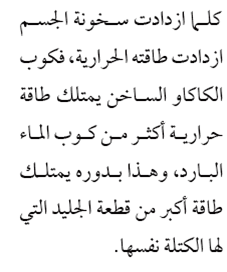 كلما ازدادت سخونة الجسم
ازدادت طاقته الحرارية، فكوب
الكاكاو الساخن يمتلك طاقة
حرارية أكثر من كوب الماء
البارد، وهذا بدوره يمتلك
طاقة أكبر من قطعة الجليد التي
لها الكتلة نفسها.